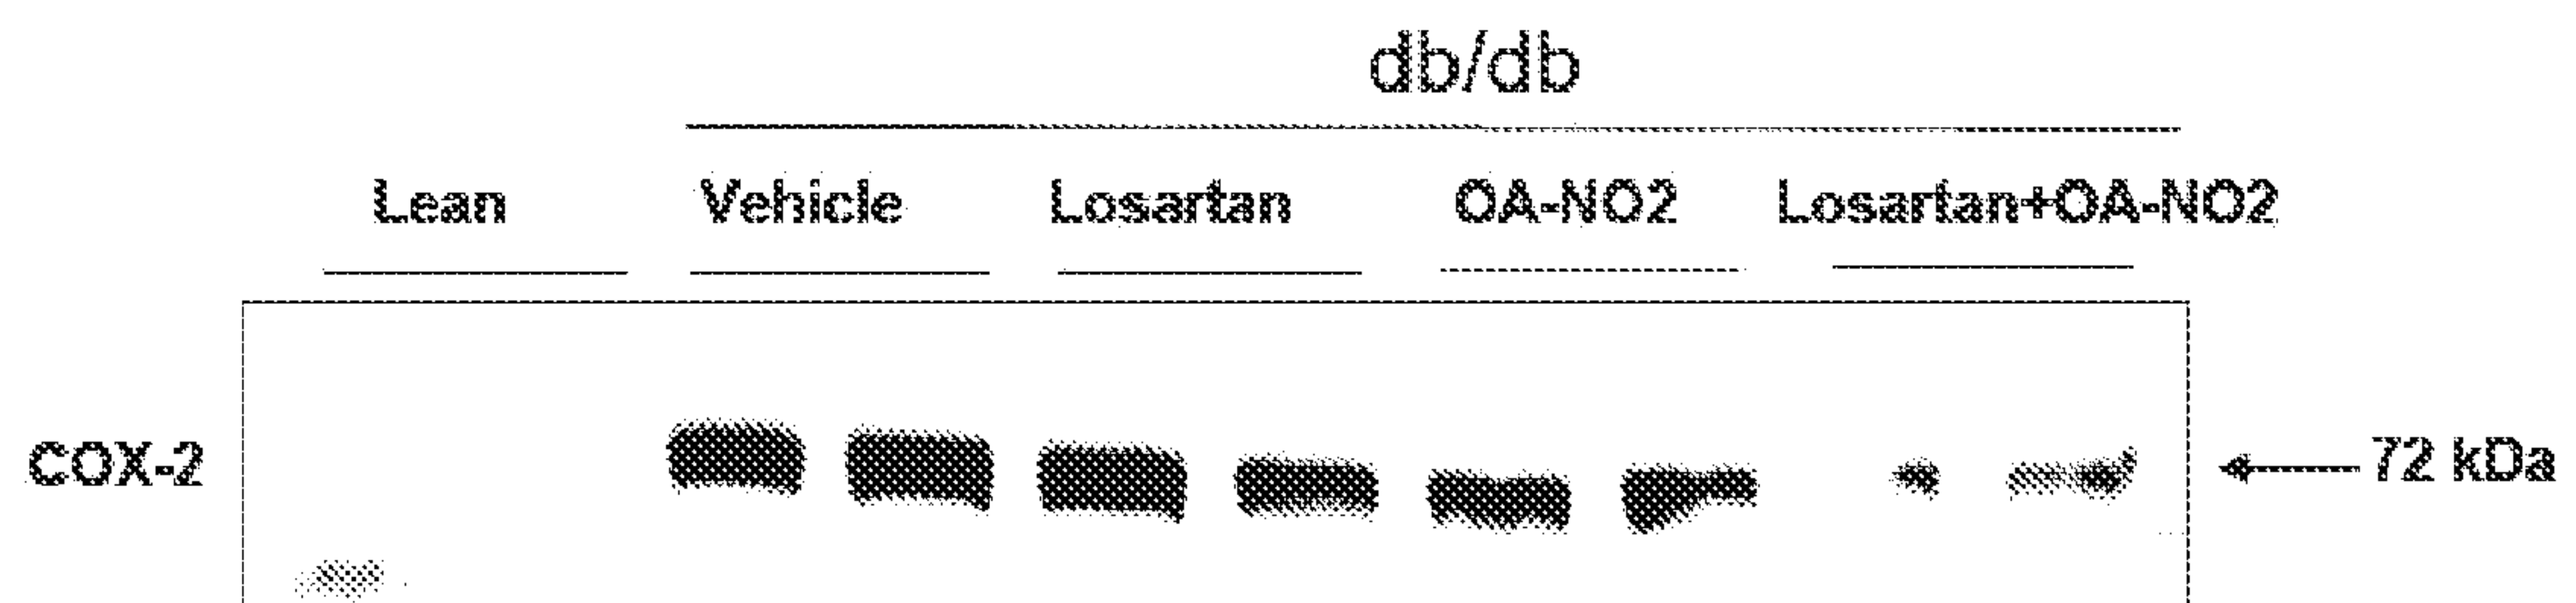 db/db
Lean Vehicle Losartan OA-NO2 Losartan+OA-NO2
COX-2 72 kDa